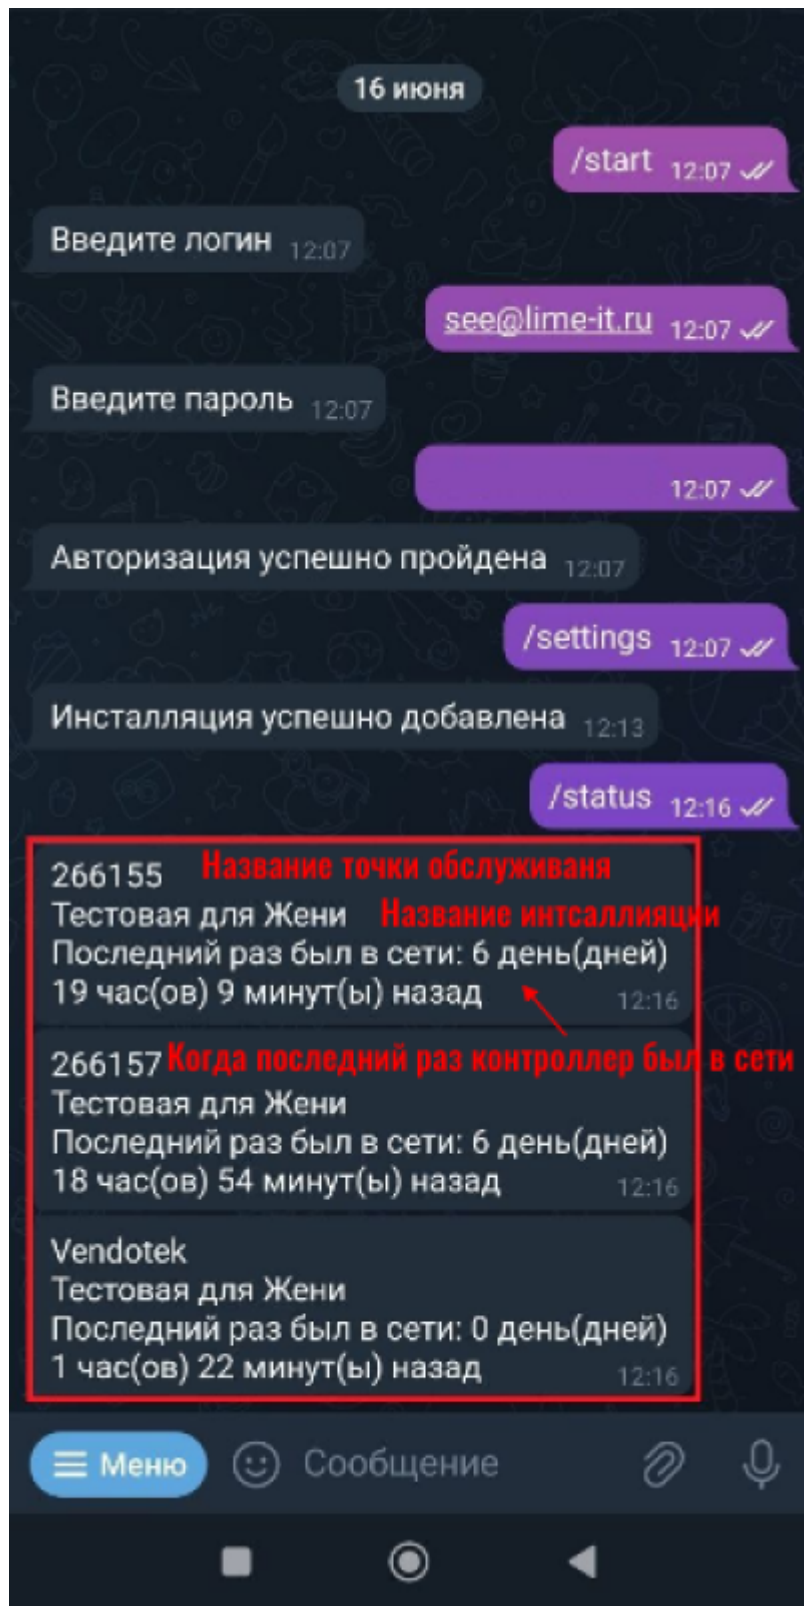 16 июня
/start 12:07
Введите логин 12:07
see@lime-it.ru 12:07
Введите пароль 12:07
12:07
Авторизация успешно пройдена 12:07
/settings 12:07
Инсталляция успешно добавлена 12:13
/status 12:16
266155 Название точки обслуживаня
Тестовая для Жени Название интсаллияции
Последний раз был в сети: 6 день(дней)
19 час(ов) 9 минут(ы) назад 12:16
266157 Когда последний раз контроллер был в сети
Тестовая для Жени
Последний раз был в сети: 6 день(дней)
18 час(ов) 54 минут(ы) назад 12:16
Vendotek
Тестовая для Жени
Последний раз был в сети: 0 день(дней)
1 час(ов) 22 минут(ы) назад 12:16
Меню Сообщение